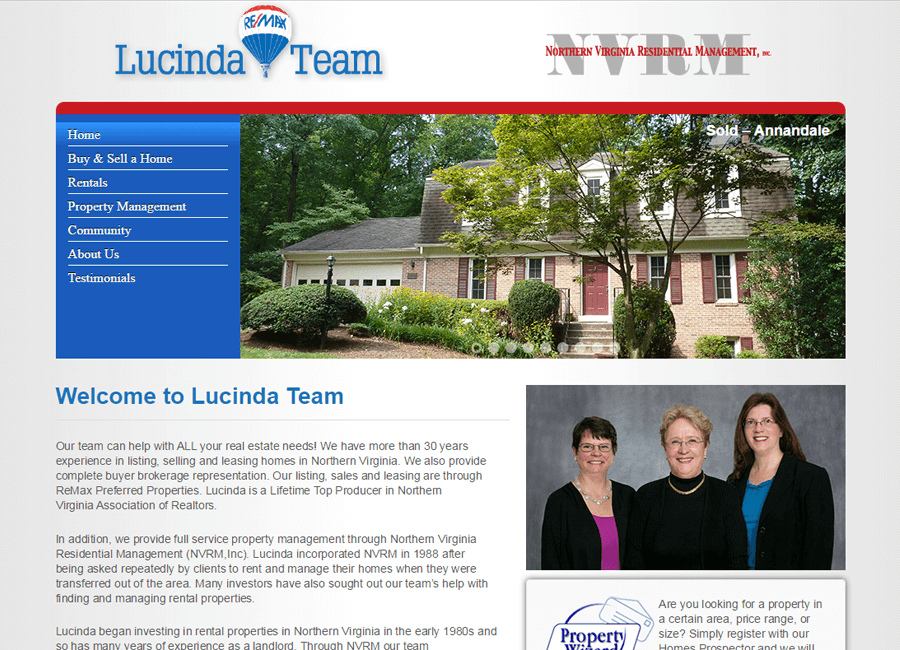 Lucinda Team
RE/MAX
NVRM
NORTHERN VIRGINIA RESIDENTIAL MANAGEMENT, INC.
Home
Buy & Sell a Home
Rentals
Property Management
Community
About Us
Testimonials
Sold – Annandale
Welcome to Lucinda Team
Our team can help with ALL your real estate needs! We have more than 30 years
experience in listing, selling and leasing homes in Northern Virginia. We also provide
complete buyer brokerage representation. Our listing, sales and leasing are through
ReMax Preferred Properties. Lucinda is a Lifetime Top Producer in Northern
Virginia Association of Realtors.
In addition, we provide full service property management through Northern Virginia
Residential Management (NVRM,Inc). Lucinda incorporated NVRM in 1988 after
being asked repeatedly by clients to rent and manage their homes when they were
transferred out of the area. Many investors have also sought out our team's help with
finding and managing rental properties.
Lucinda began investing in rental properties in Northern Virginia in the early 1980s and
so has many years of experience as a landlord. Through NVRM our team
Property
Wizard
Are you looking for a property in
a certain area, price range, or
size? Simply register with our
Homes Prospector and we will